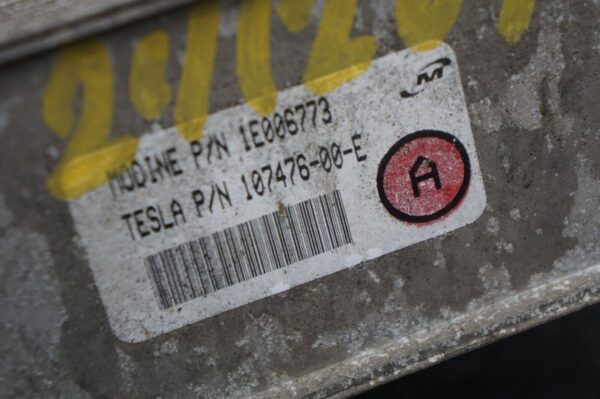 MODINE P/N 1E006773
TESLA P/N 107476-00-E
A